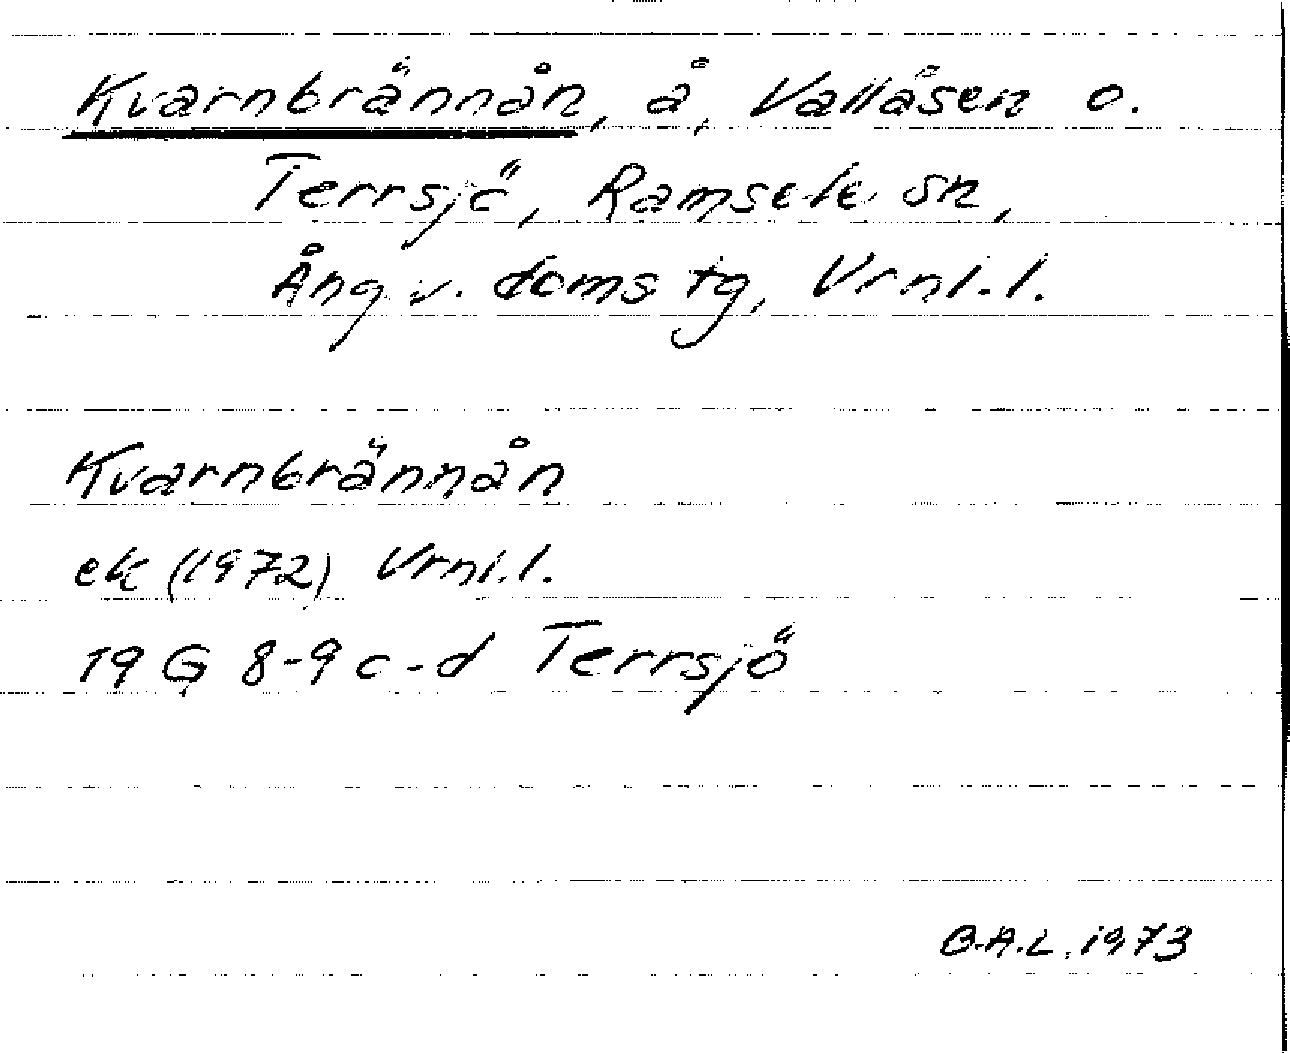 Kvarnbrännån, å, Vallåsen o.
Terrsjö, Ramsele sn,
Ång. v. doms tg, Vrnl.l.
Kvarnbrännån
ek (1972) Vrnl.l.
19 G 8-9 c-d Terrsjö
B.A.L. 1973